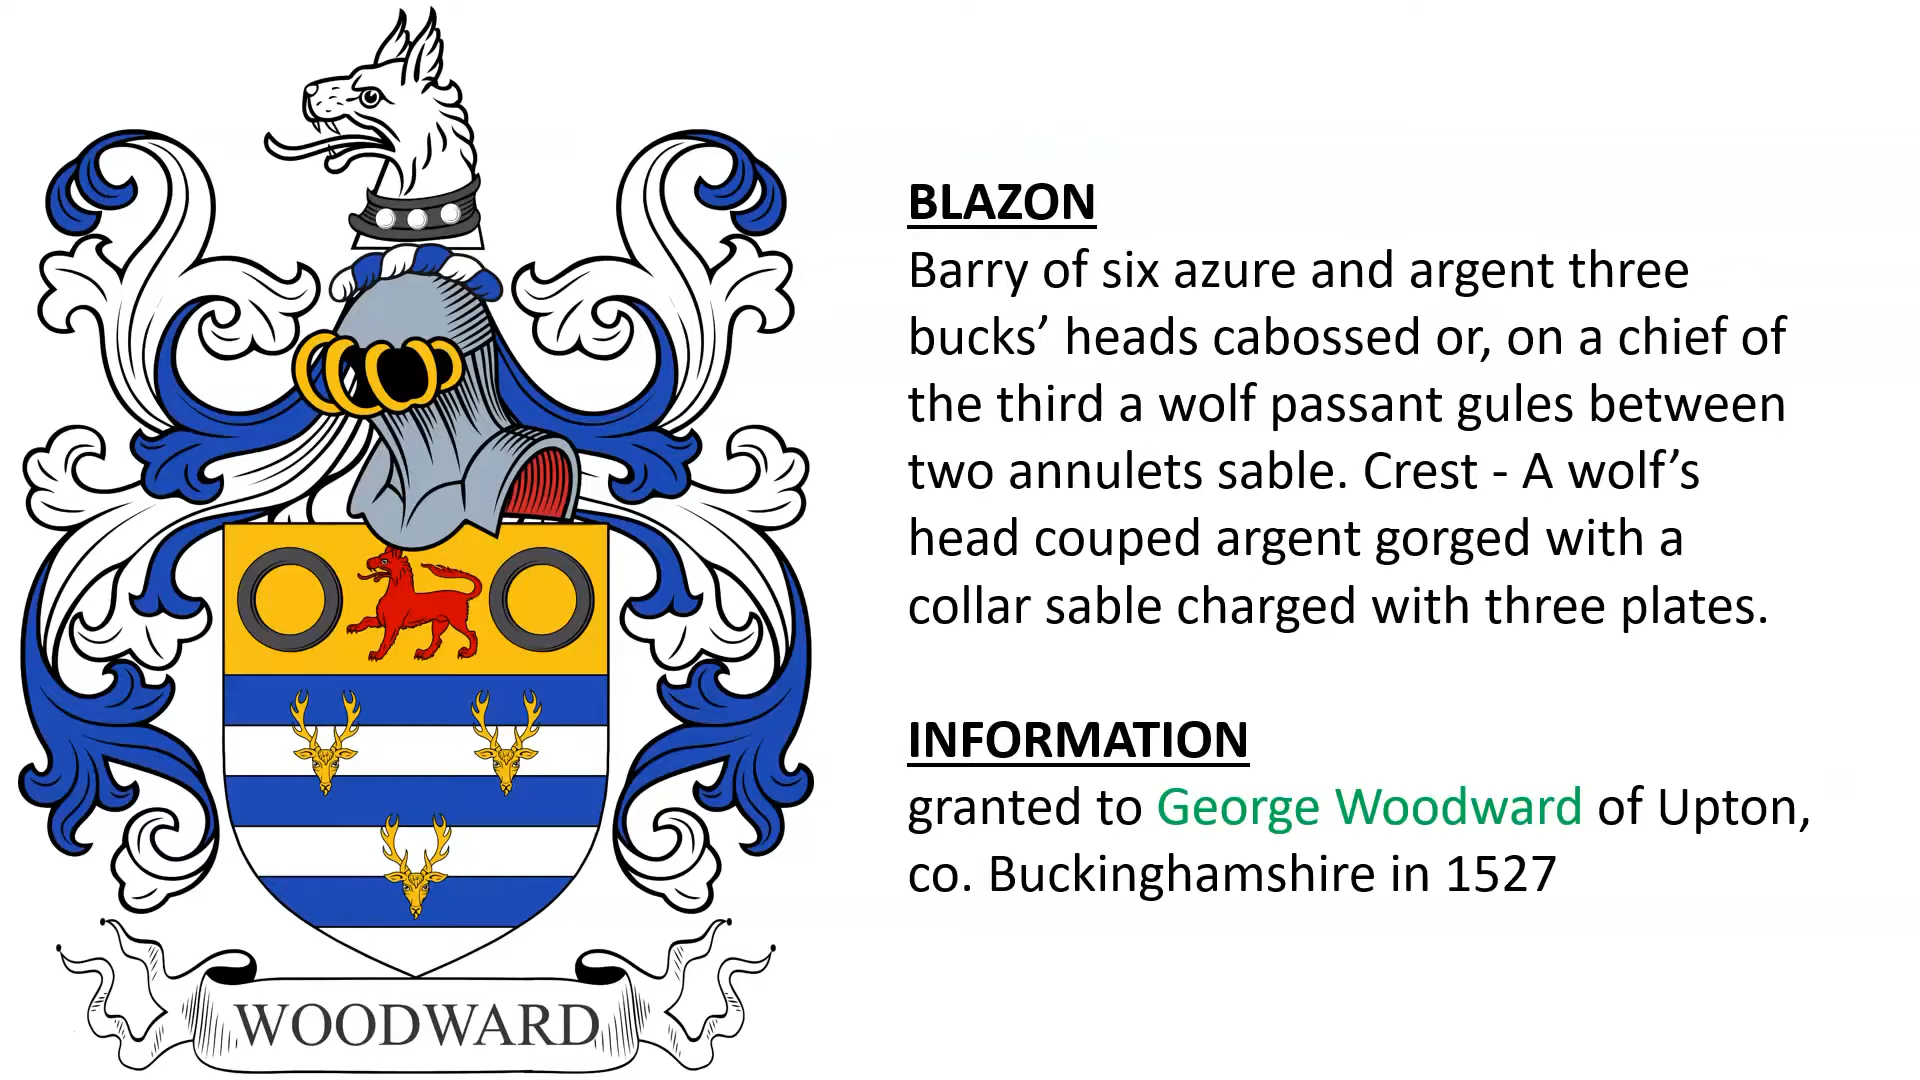 BLAZON
Barry of six azure and argent three
bucks’ heads cabossed or, on a chief of
the third a wolf passant gules between
two annulets sable. Crest - A wolf’s
head couped argent gorged with a
collar sable charged with three plates.
INFORMATION
granted to George Woodward of Upton,
co. Buckinghamshire in 1527
WOODWARD